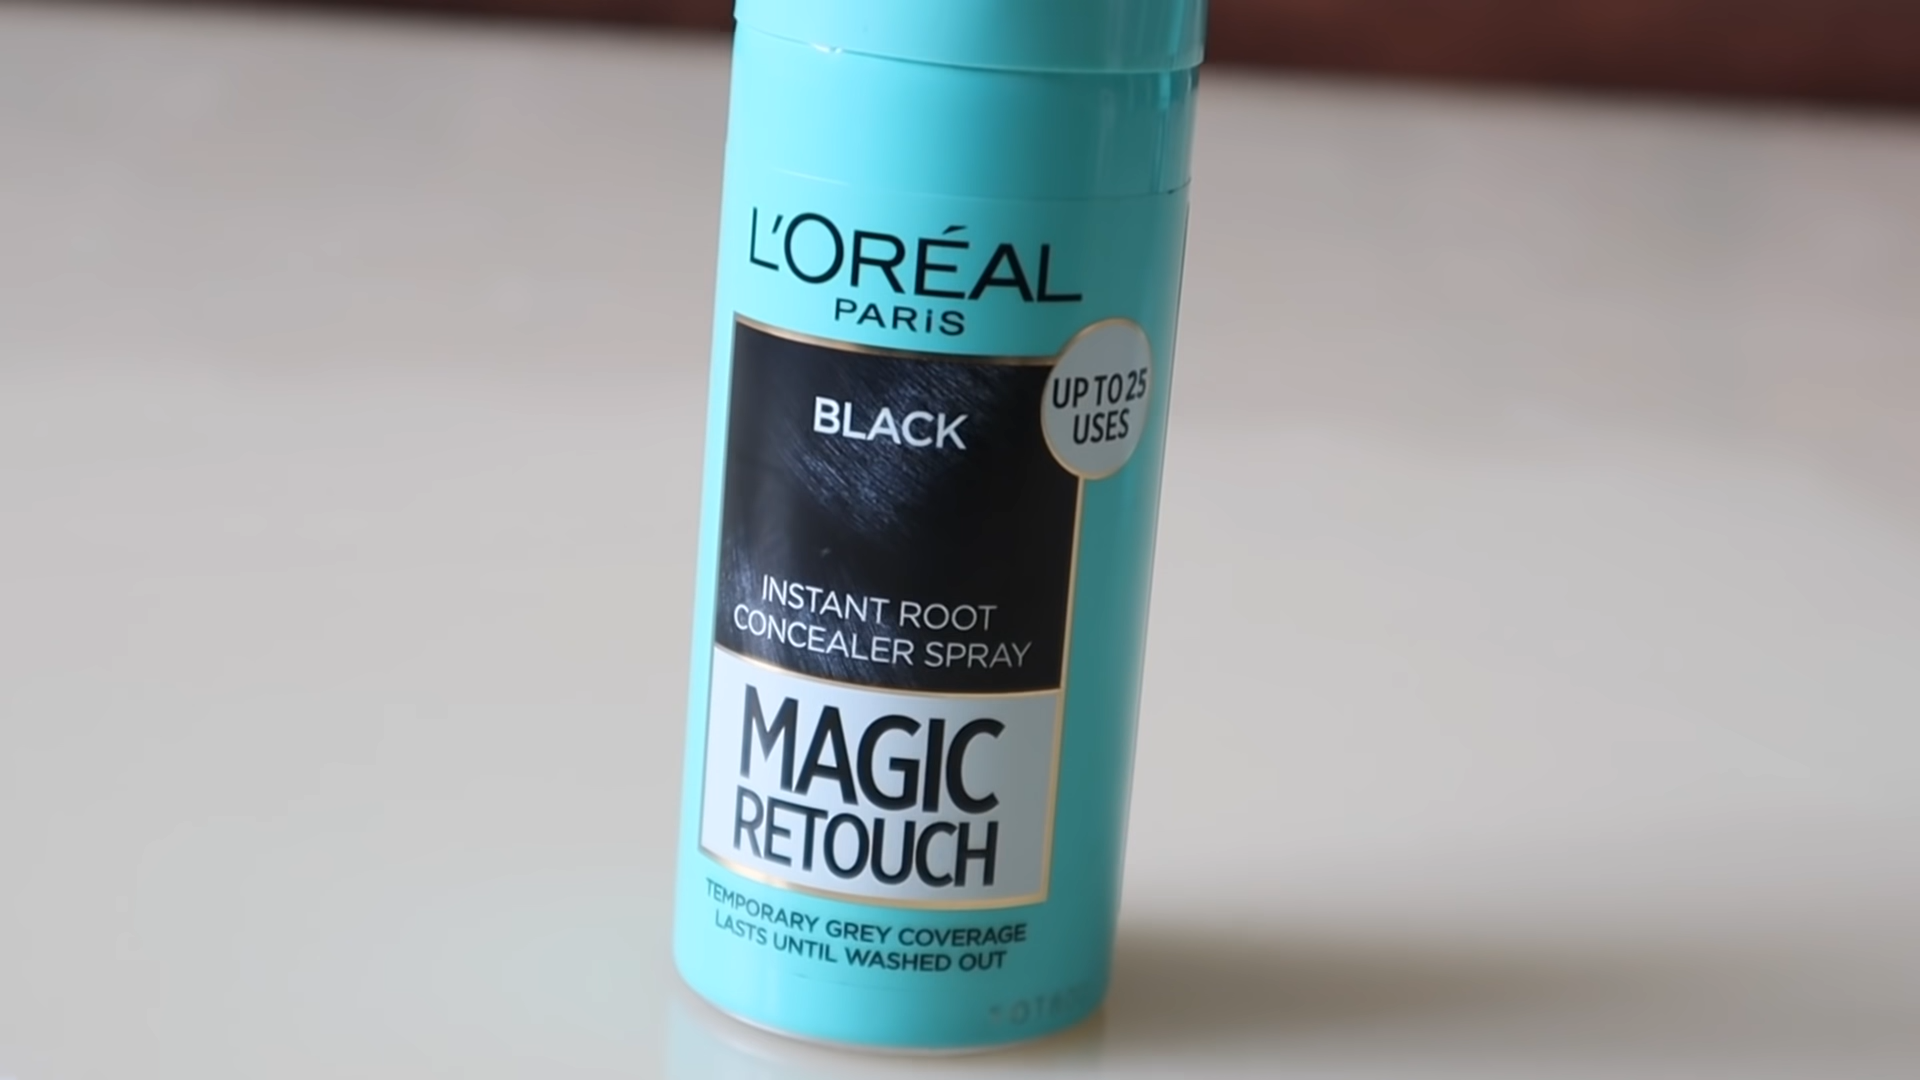 L'ORÉAL
PARiS
BLACK
UP TO 25
USES
INSTANT ROOT
CONCEALER SPRAY
MAGIC
RETOUCH
TEMPORARY GREY COVERAGE
LASTS UNTIL WASHED OUT